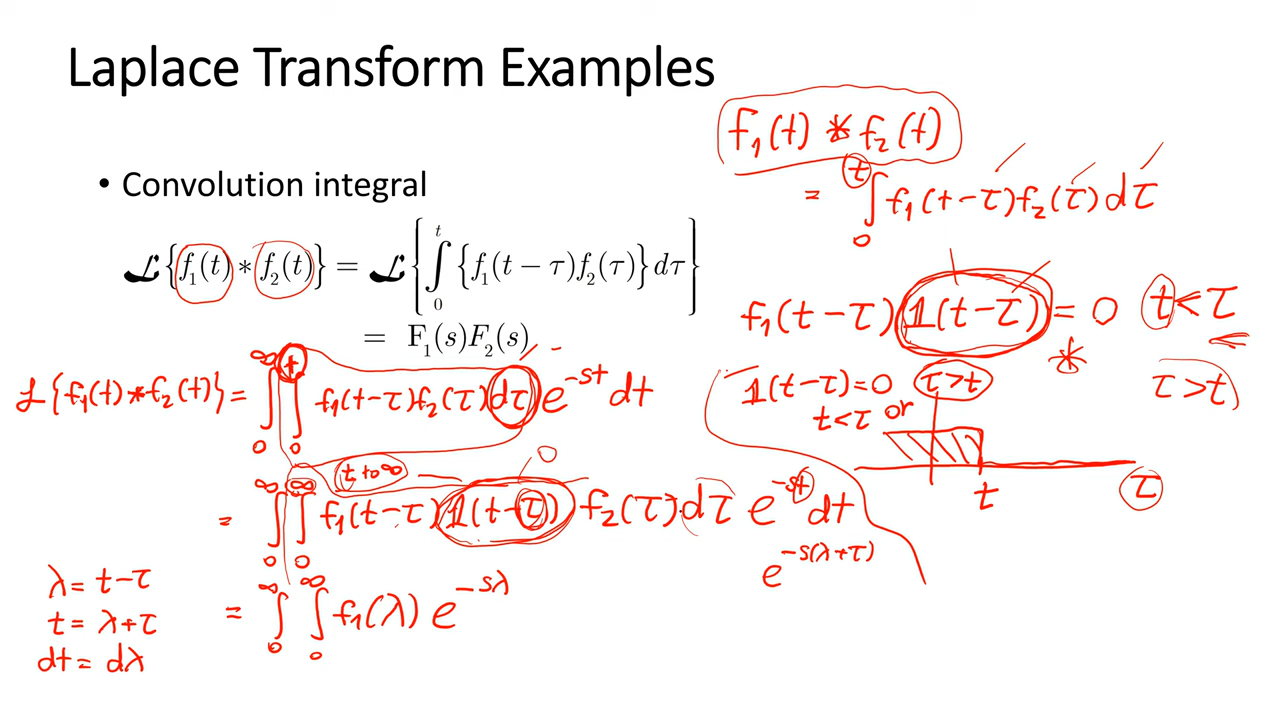 Laplace Transform Examples
• Convolution integral
𝓛{f₁(t) ∗ f₂(t)} = 𝓛{∫₀ᵗ {f₁(t − τ)f₂(τ)} dτ}
= F₁(s)F₂(s)
f₁(t) * f₂(t)
= ∫₀ᵗ f₁(t−τ)f₂(τ)dτ
f₁(t−τ) 𝟙(t−τ) = 0 t<τ
*
𝟙(t−τ)=0 τ>t
t<τ or
τ>t
t
τ
𝓛{f₁(t)*f₂(t)} = ∫₀^∞ ∫₀^t f₁(t−τ)f₂(τ)dτ e^{−st} dt
t to ∞
0
= ∫₀^∞ ∫₀^∞ f₁(t−τ) 𝟙(t−τ) f₂(τ)dτ e^{−st} dt
e^{−s(λ+τ)}
λ = t−τ
t = λ+τ
dt = dλ
= ∫₀^∞ ∫₀^∞ f₁(λ) e^{−sλ}